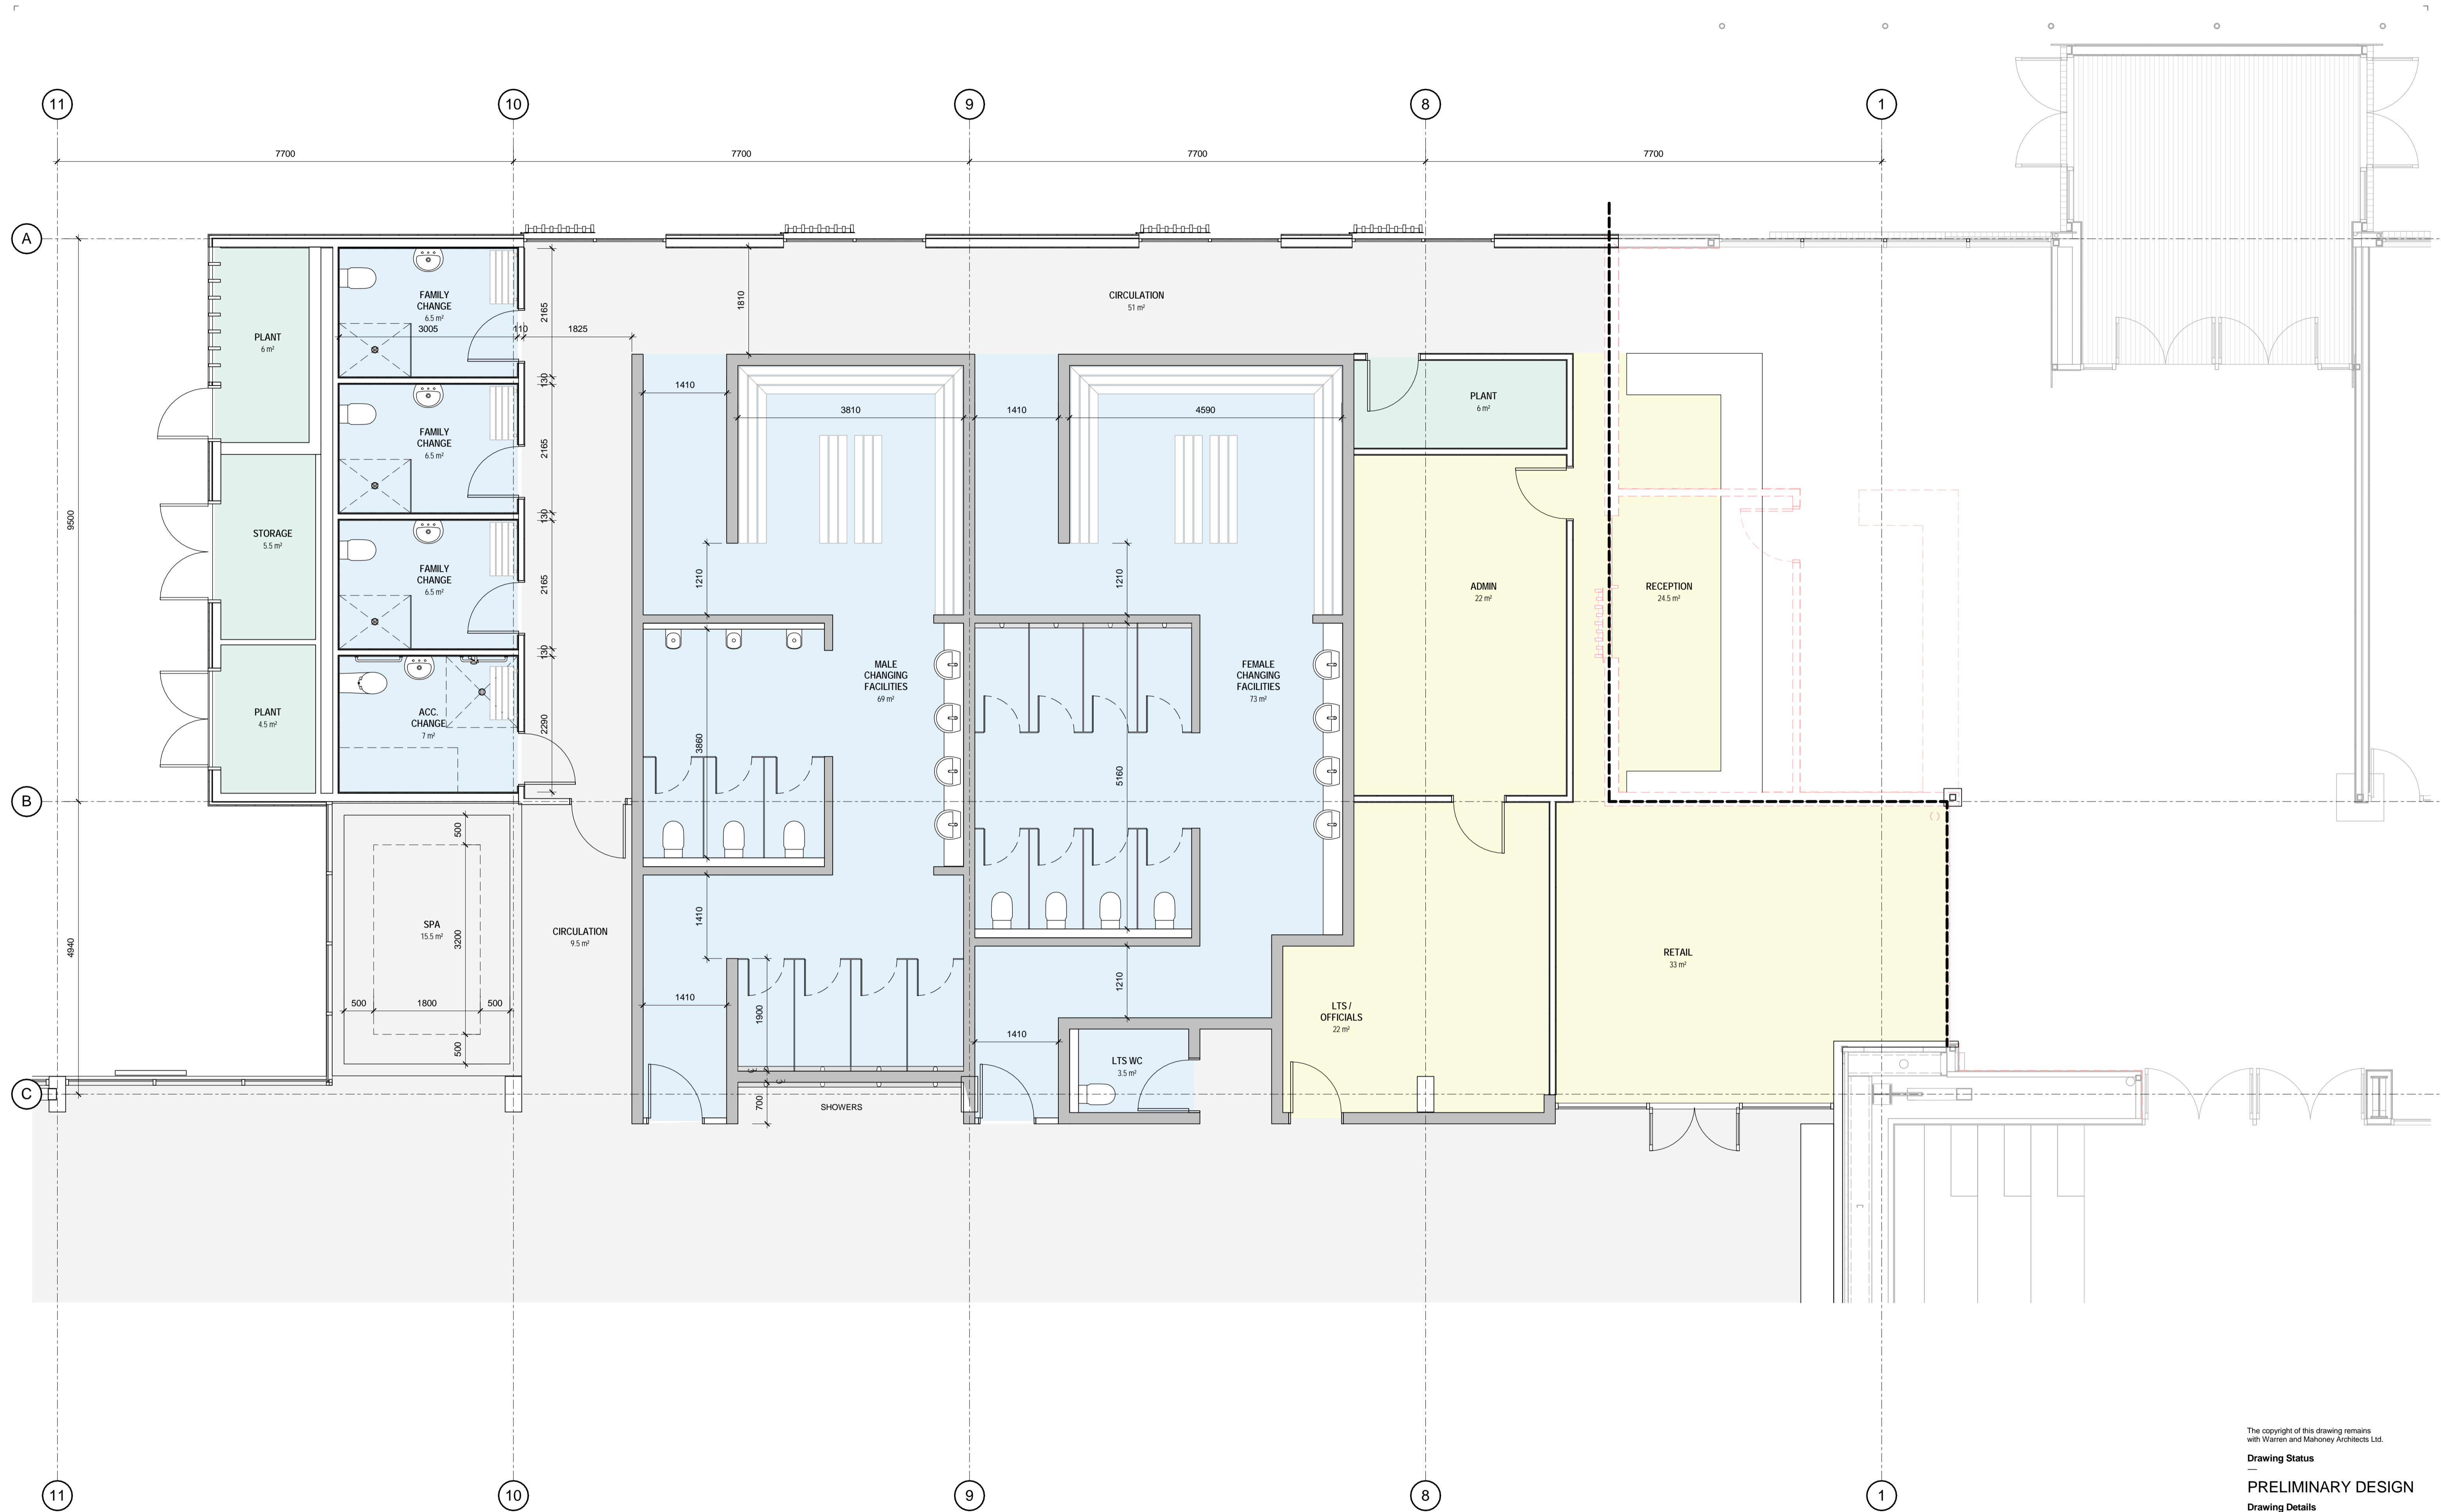 11
10
9
8
1
7700
7700
7700
7700
A
B
C
9500
4940
FAMILY
CHANGE
6.5 m²
3005
110
1825
2165
1810
CIRCULATION
51 m²
PLANT
6 m²
130
FAMILY
CHANGE
6.5 m²
2165
130
STORAGE
5.5 m²
FAMILY
CHANGE
6.5 m²
2165
130
PLANT
4.5 m²
ACC.
CHANGE
7 m²
2290
1410
3810
1410
4590
PLANT
6 m²
1210
1210
ADMIN
22 m²
RECEPTION
24.5 m²
MALE
CHANGING
FACILITIES
69 m²
FEMALE
CHANGING
FACILITIES
73 m²
3860
5160
500
SPA
15.5 m²
3200
500
1800
500
500
CIRCULATION
9.5 m²
1410
1410
1900
700
SHOWERS
1210
1410
LTS WC
3.5 m²
LTS /
OFFICIALS
22 m²
RETAIL
33 m²
11
10
9
8
1
The copyright of this drawing remains
with Warren and Mahoney Architects Ltd.
Drawing Status
PRELIMINARY DESIGN
Drawing Details